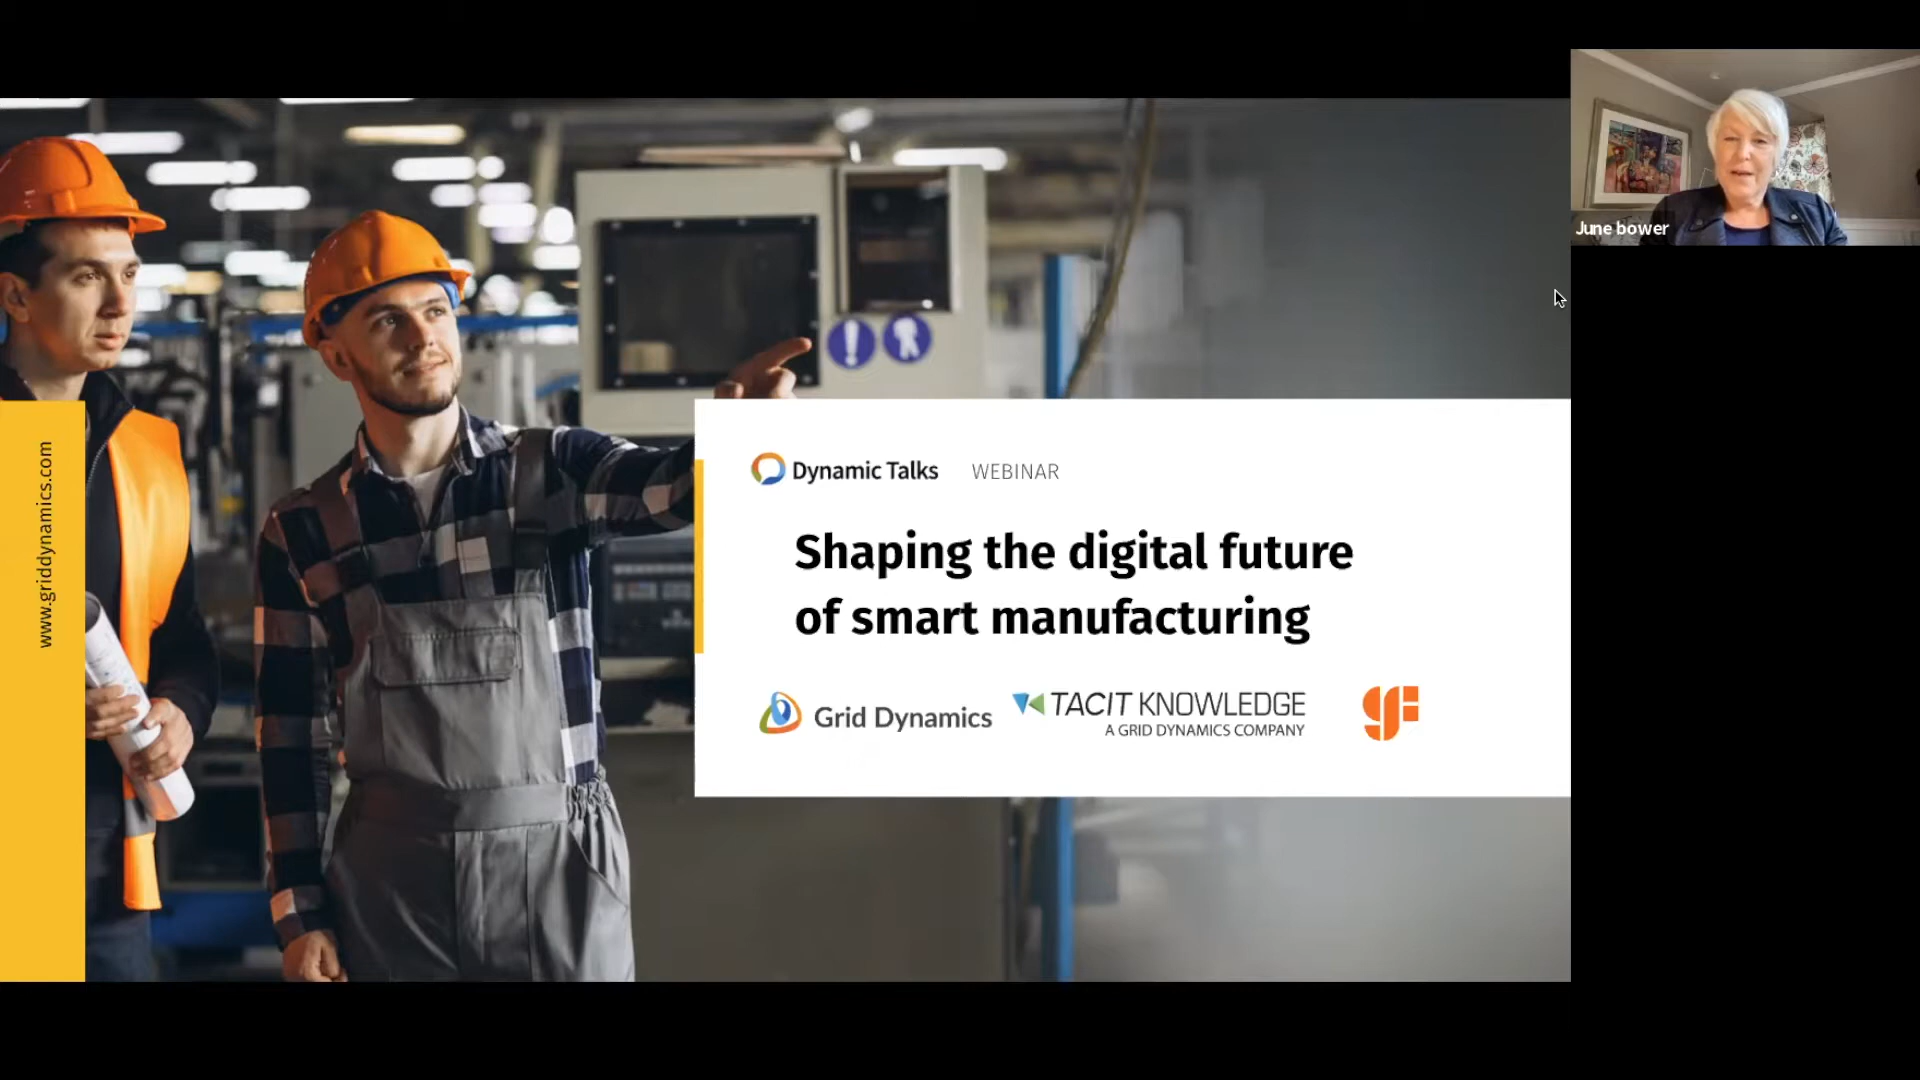 June bower
www.griddynamics.com
Dynamic Talks WEBINAR
Shaping the digital future
of smart manufacturing
Grid Dynamics
TACIT KNOWLEDGE
A GRID DYNAMICS COMPANY
gf